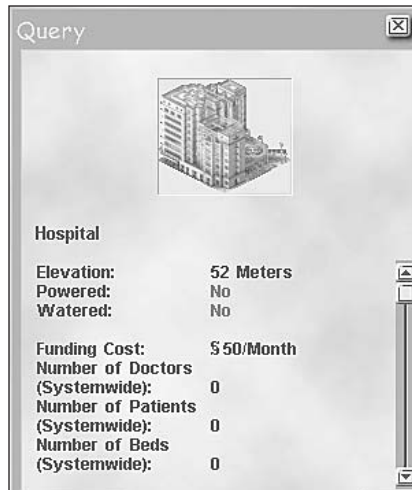 Query
Hospital
Elevation: 52 Meters
Powered: No
Watered: No
Funding Cost: §50/Month
Number of Doctors
(Systemwide): 0
Number of Patients
(Systemwide): 0
Number of Beds
(Systemwide): 0